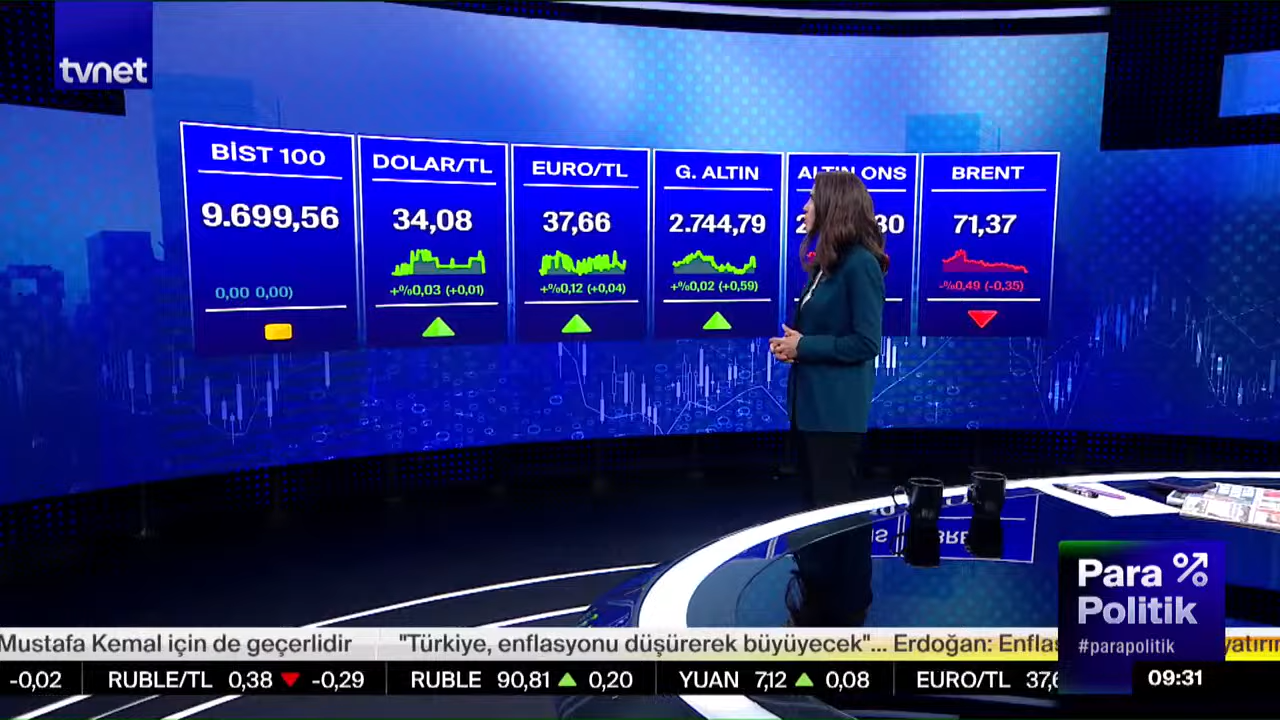 tvnet
BİST 100
9.699,56
0,00 0,00)
DOLAR/TL
34,08
+%0,03 (+0,01)
EURO/TL
37,66
+%0,12 (+0,04)
G. ALTIN
2.744,79
+%0,02 (+0,59)
ONS
BRENT
71,37
-%0,49 (-0,35)
Para
Politik
#parapolitik
Mustafa Kemal için de geçerlidir "Türkiye, enflasyonu düşürerek büyüyecek"... Erdoğan:
-0,02 RUBLE/TL 0,38 -0,29 RUBLE 90,81 0,20 YUAN 7,12 0,08 EURO/TL
09:31